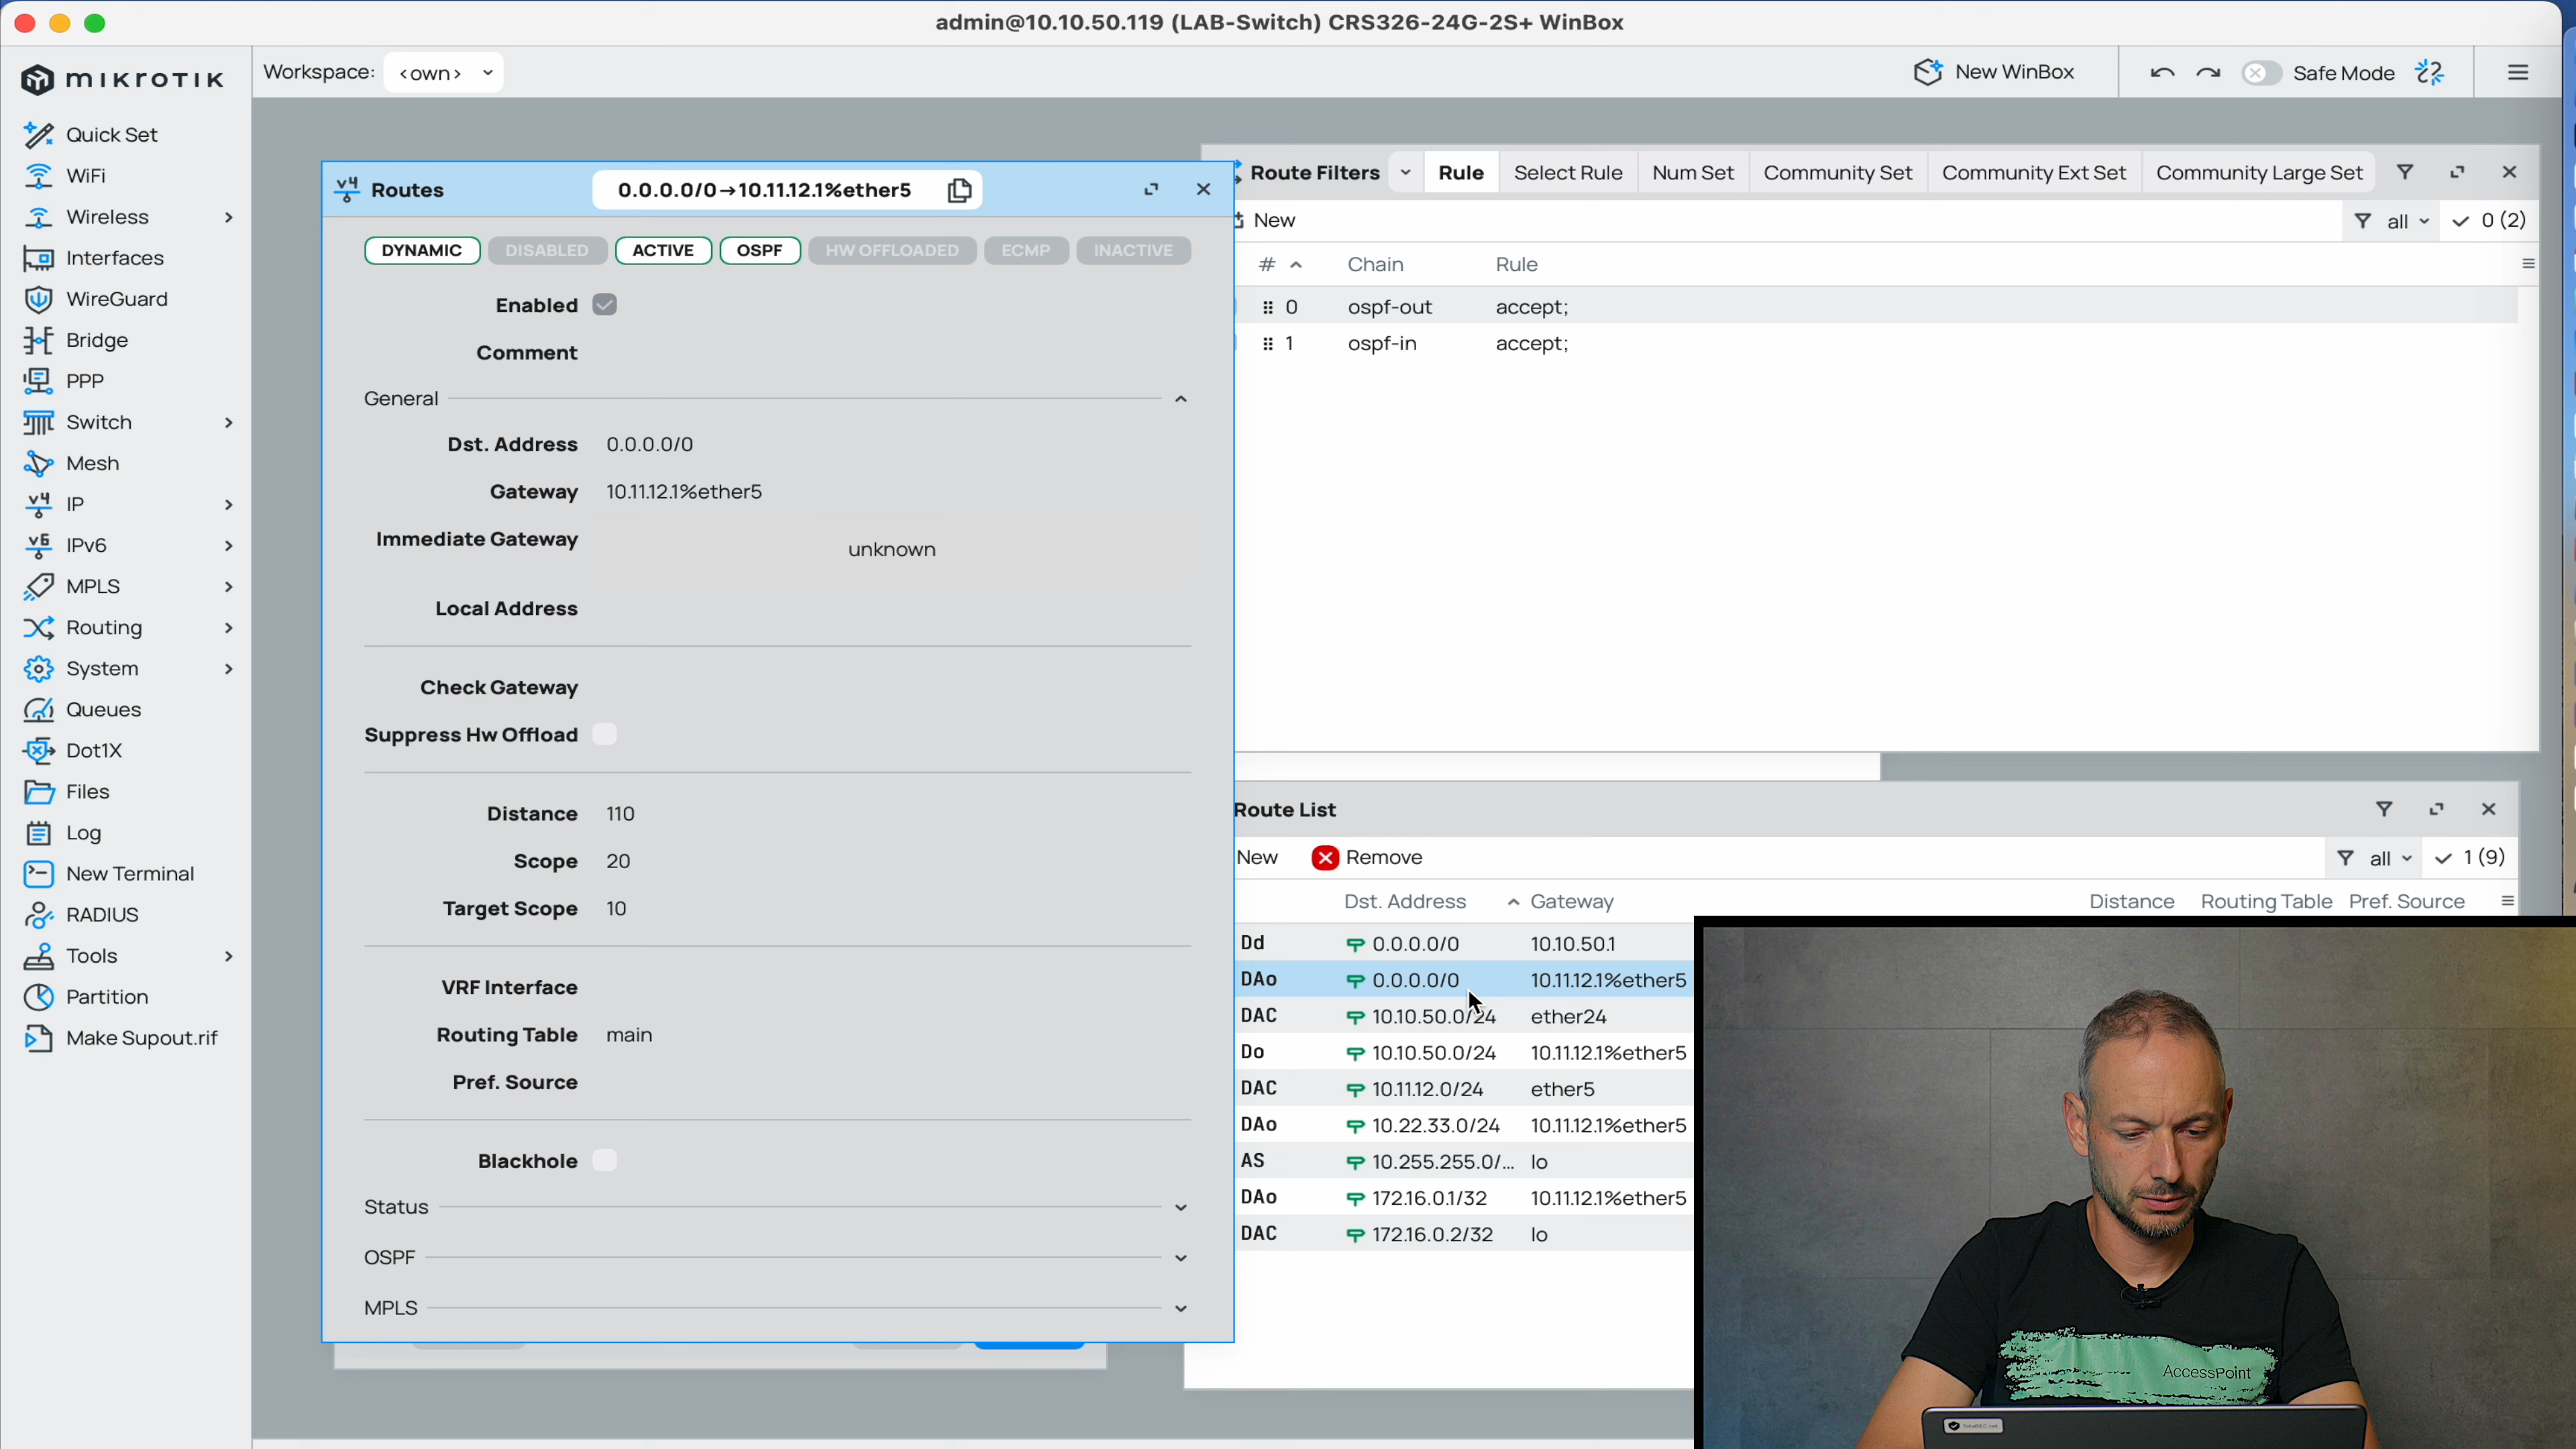 admin@10.10.50.119 (LAB-Switch) CRS326-24G-2S+ WinBox
mikrotik
Workspace: <own>
New WinBox
Safe Mode
Quick Set
WiFi
Wireless
Interfaces
WireGuard
Bridge
PPP
Switch
Mesh
IP
IPv6
MPLS
Routing
System
Queues
Dot1X
Files
Log
New Terminal
RADIUS
Tools
Partition
Make Supout.rif
Routes 0.0.0.0/0→10.11.12.1%ether5
DYNAMIC DISABLED ACTIVE OSPF HW OFFLOADED ECMP INACTIVE
Enabled
Comment
General
Dst. Address 0.0.0.0/0
Gateway 10.11.12.1%ether5
Immediate Gateway unknown
Local Address
Check Gateway
Suppress Hw Offload
Distance 110
Scope 20
Target Scope 10
VRF Interface
Routing Table main
Pref. Source
Blackhole
Status
OSPF
MPLS
Route Filters Rule Select Rule Num Set Community Set Community Ext Set Community Large Set
New all 0 (2)
# Chain Rule
0 ospf-out accept;
1 ospf-in accept;
Route List
New Remove all 1 (9)
Dst. Address Gateway Distance Routing Table Pref. Source
Dd 0.0.0.0/0 10.10.50.1
DAo 0.0.0.0/0 10.11.12.1%ether5
DAC 10.10.50.0/24 ether24
Do 10.10.50.0/24 10.11.12.1%ether5
DAC 10.11.12.0/24 ether5
DAo 10.22.33.0/24 10.11.12.1%ether5
AS 10.255.255.0/... lo
DAo 172.16.0.1/32 10.11.12.1%ether5
DAC 172.16.0.2/32 lo
AccessPoint